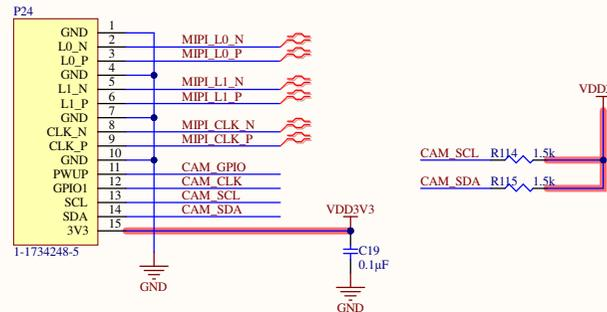 P24
GND 1
L0_N 2 MIPI_L0_N
L0_P 3 MIPI_L0_P
GND 4
L1_N 5 MIPI_L1_N
L1_P 6 MIPI_L1_P
GND 7
CLK_N 8 MIPI_CLK_N
CLK_P 9 MIPI_CLK_P
GND 10
PWUP 11 CAM_GPIO
GPIO1 12 CAM_CLK
SCL 13 CAM_SCL
SDA 14 CAM_SDA
3V3 15
1-1734248-5
GND
VDD3V3
C19
0.1µF
GND
CAM_SCL R114 1.5k
CAM_SDA R115 1.5k